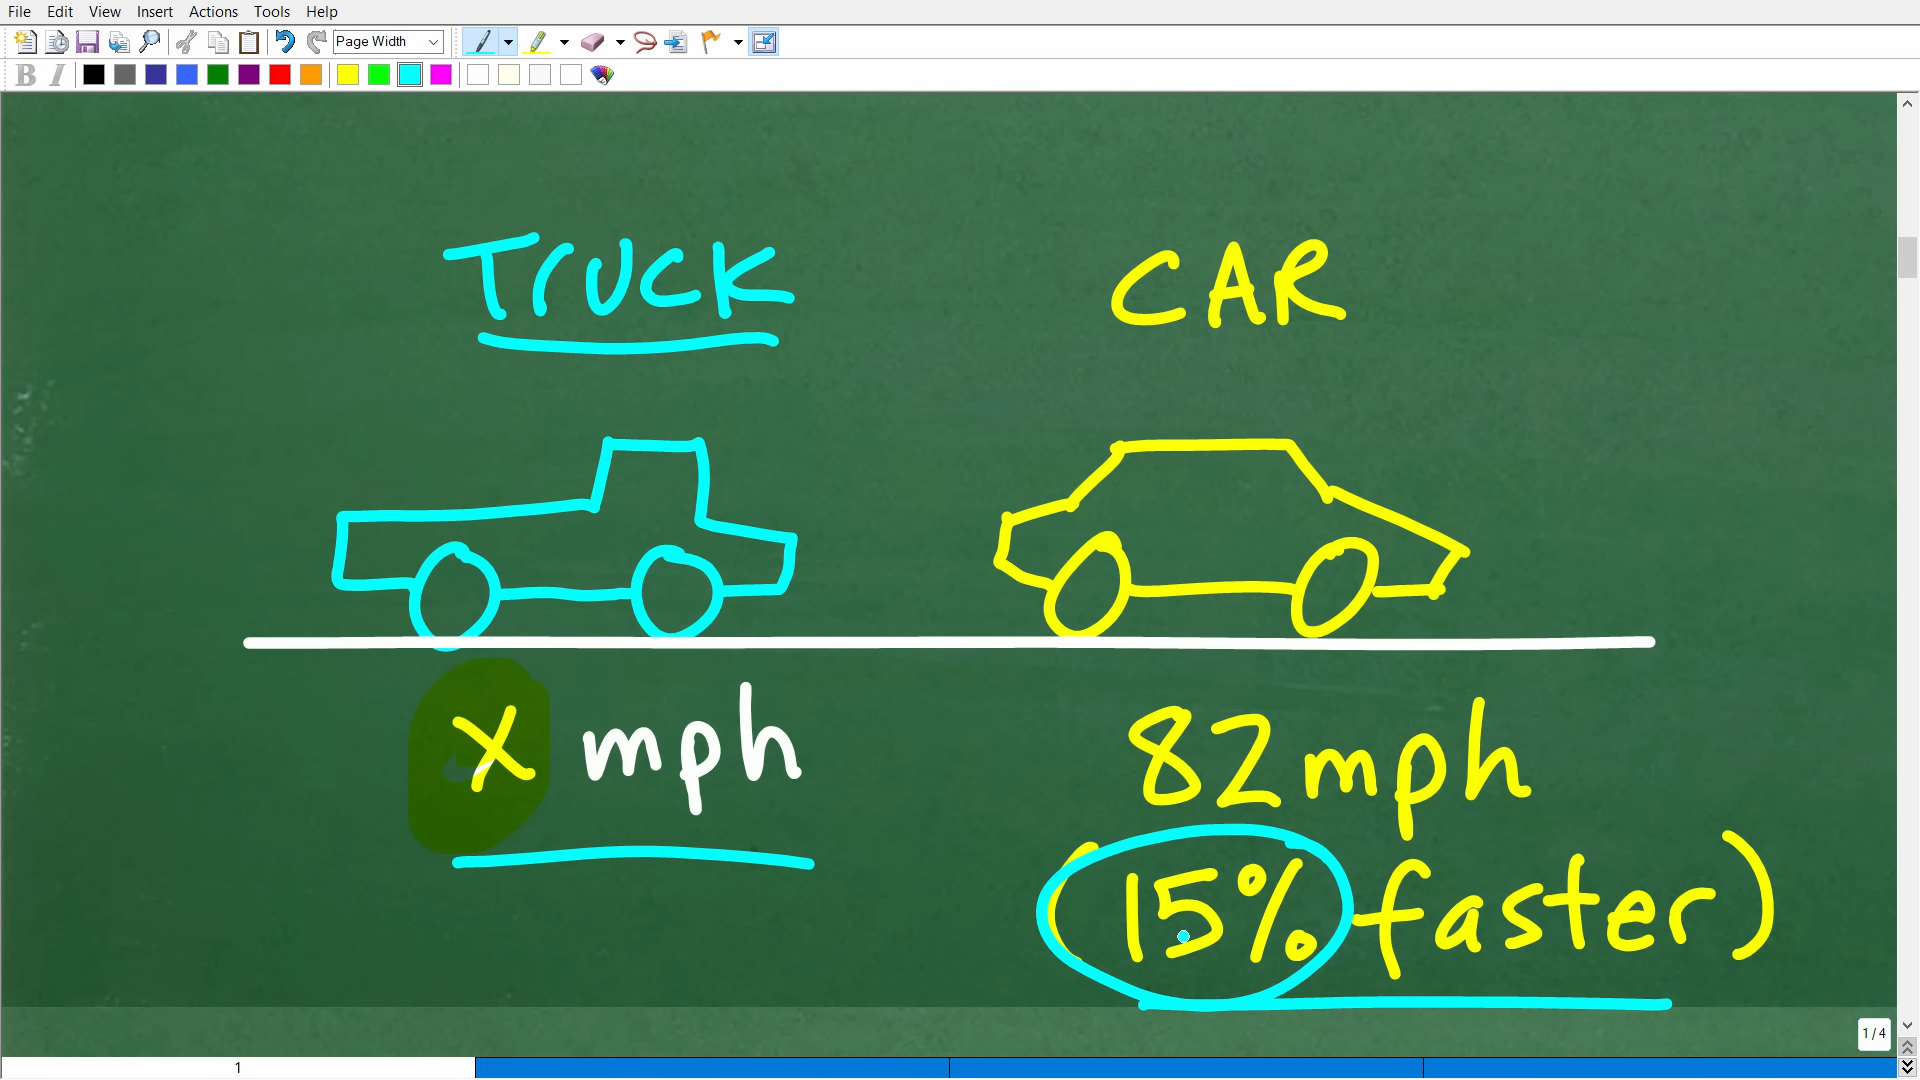 File Edit View Insert Actions Tools Help
Page Width
B I
TRUCK CAR
x mph 82mph
(15% faster)
1 / 4
1